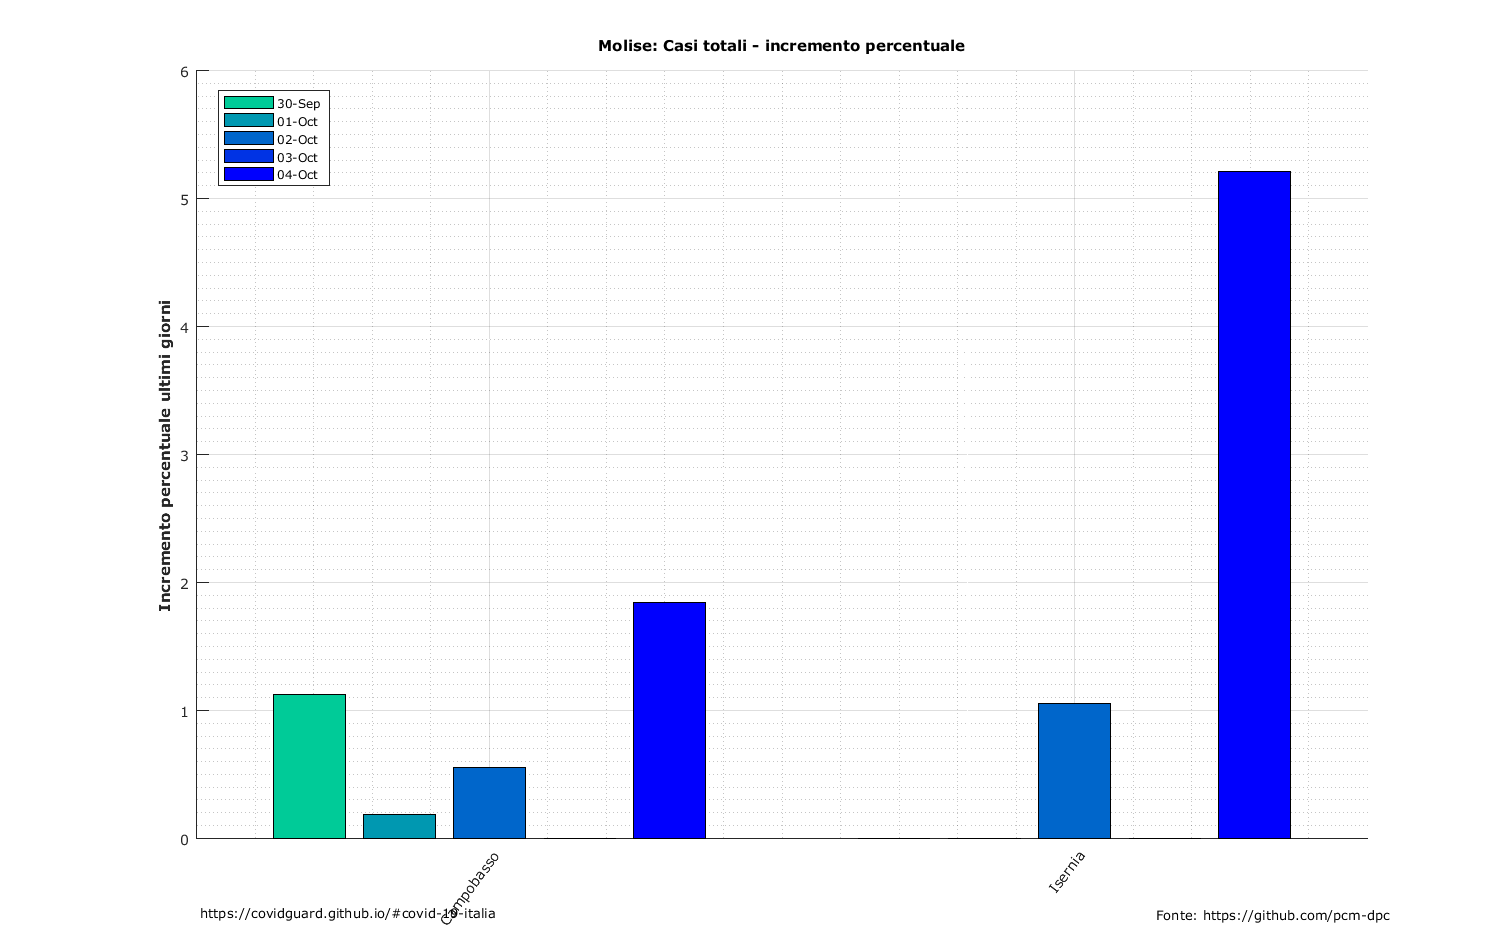 Molise: Casi totali - incremento percentuale
6
5
4
3
2
1
0
Incremento percentuale ultimi giorni
30-Sep
01-Oct
02-Oct
03-Oct
04-Oct
Campobasso
Isernia
https://covidguard.github.io/#covid-19-italia
Fonte: https://github.com/pcm-dpc